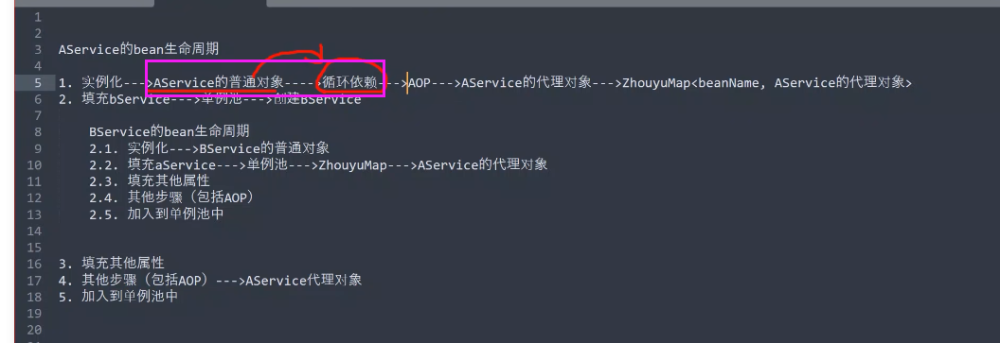 1
2
3 AService的bean生命周期
4
5 1. 实例化--->AService的普通对象---->循环依赖--->AOP--->AService的代理对象--->ZhouyuMap<beanName, AService的代理对象>
6 2. 填充bService--->单例池--->创建BService
7
8 BService的bean生命周期
9 2.1. 实例化--->BService的普通对象
10 2.2. 填充aService--->单例池--->ZhouyuMap--->AService的代理对象
11 2.3. 填充其他属性
12 2.4. 其他步骤（包括AOP）
13 2.5. 加入到单例池中
14
15
16 3. 填充其他属性
17 4. 其他步骤（包括AOP）--->AService代理对象
18 5. 加入到单例池中
19
20